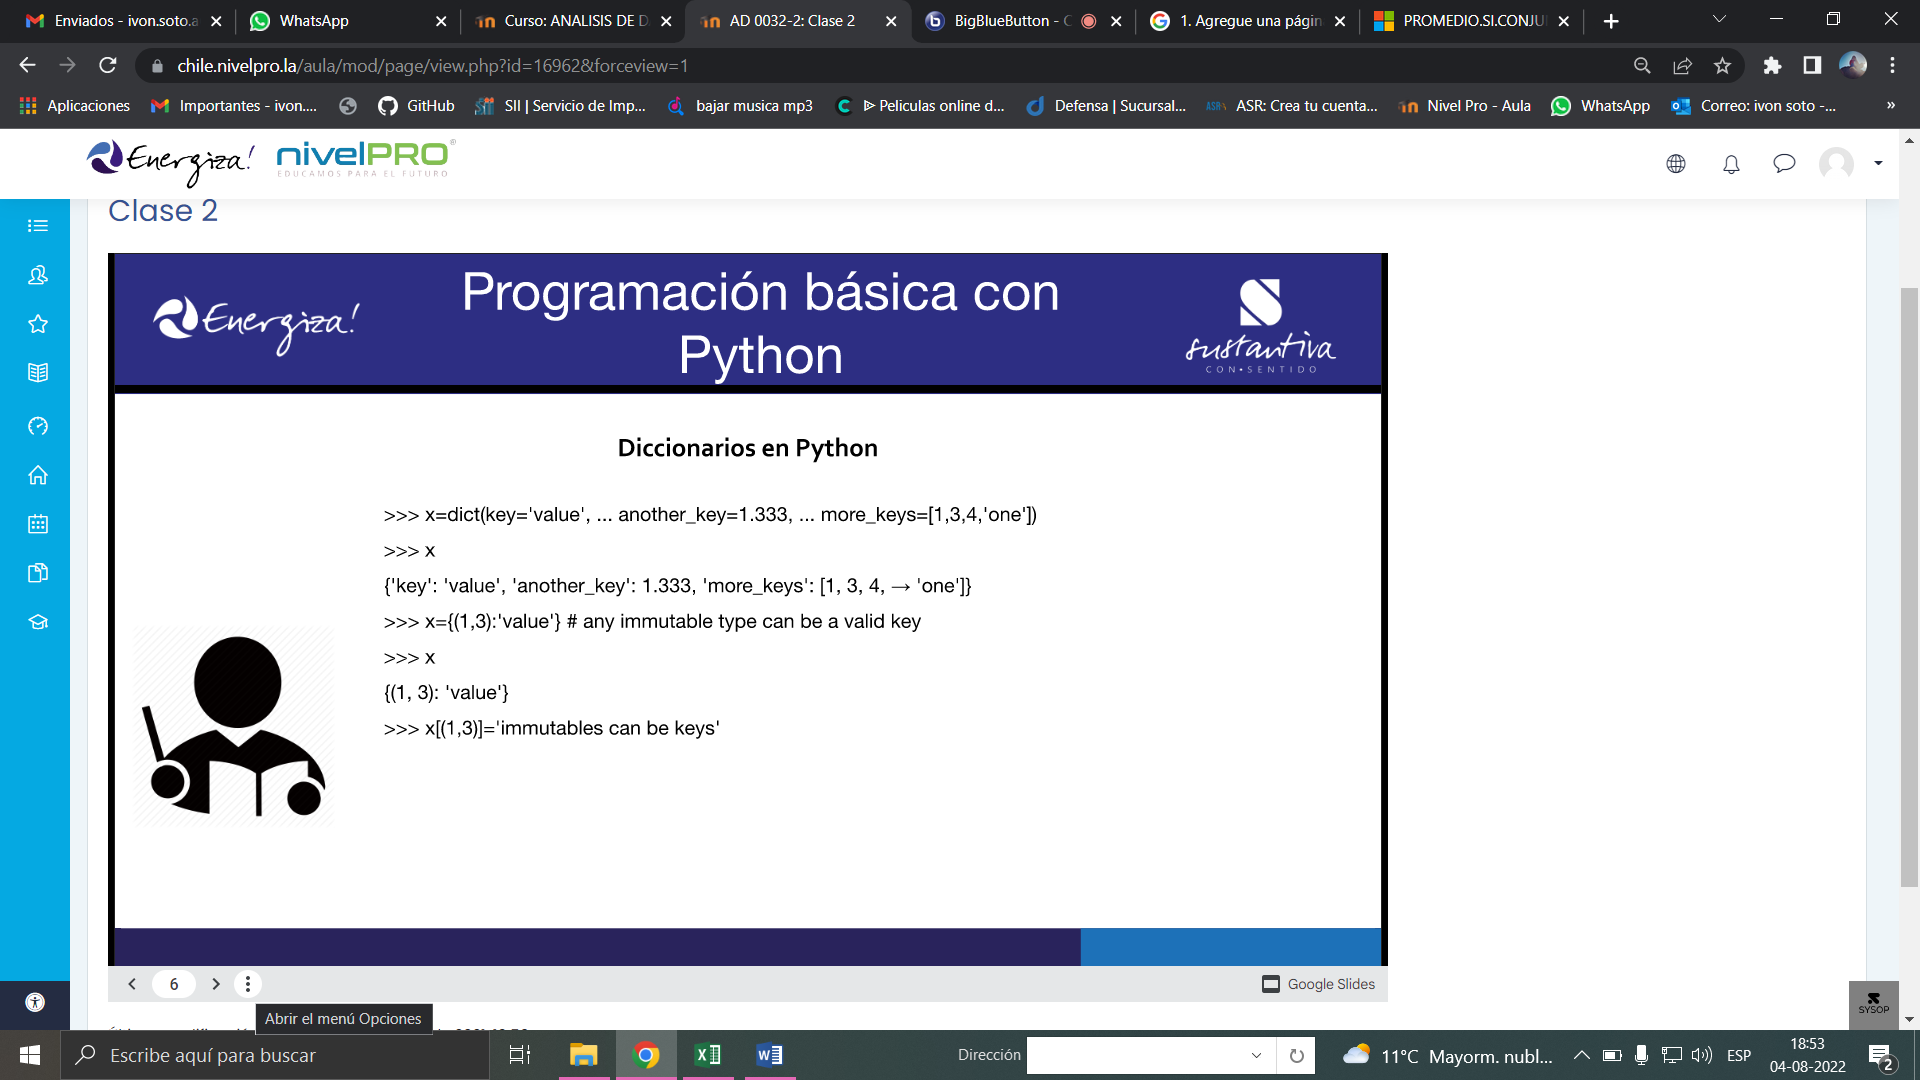 Enviados - ivon.soto.a
WhatsApp
Curso: ANALISIS DE D
AD 0032-2: Clase 2
BigBlueButton - C
1. Agregue una págin
PROMEDIO.SI.CONJU
chile.nivelpro.la/aula/mod/page/view.php?id=16962&forceview=1
Aplicaciones
Importantes - ivon....
GitHub
SII | Servicio de Imp...
bajar musica mp3
ᐅ Peliculas online d...
Defensa | Sucursal...
ASR: Crea tu cuenta...
Nivel Pro - Aula
WhatsApp
Correo: ivon soto -...
»
Energiza!
nivelPRO®
EDUCAMOS PARA EL FUTURO
Clase 2
Energiza!
Programación básica con
Python
sustantiva
CON•SENTIDO
Diccionarios en Python
>>> x=dict(key='value', ... another_key=1.333, ... more_keys=[1,3,4,'one'])
>>> x
{'key': 'value', 'another_key': 1.333, 'more_keys': [1, 3, 4, → 'one']}
>>> x={(1,3):'value'} # any immutable type can be a valid key
>>> x
{(1, 3): 'value'}
>>> x[(1,3)]='immutables can be keys'
6
Google Slides
Abrir el menú Opciones
SYSOP
Escribe aquí para buscar
Dirección
11°C Mayorm. nubl...
ESP
18:53
04-08-2022
2